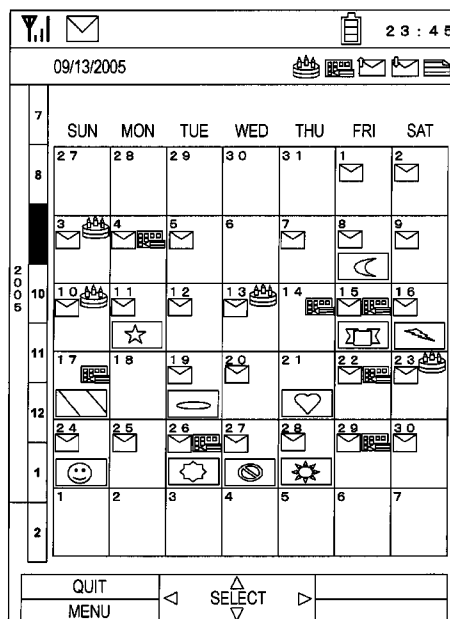 23:45
09/13/2005
7
SUN MON TUE WED THU FRI SAT
27 28 29 30 31 1 2
8
3 4 5 6 7 8 9
2005
10 11 12 13 14 15 16
10
17 18 19 20 21 22 23
11
12
24 25 26 27 28 29 30
1
1 2 3 4 5 6 7
2
QUIT
SELECT
MENU